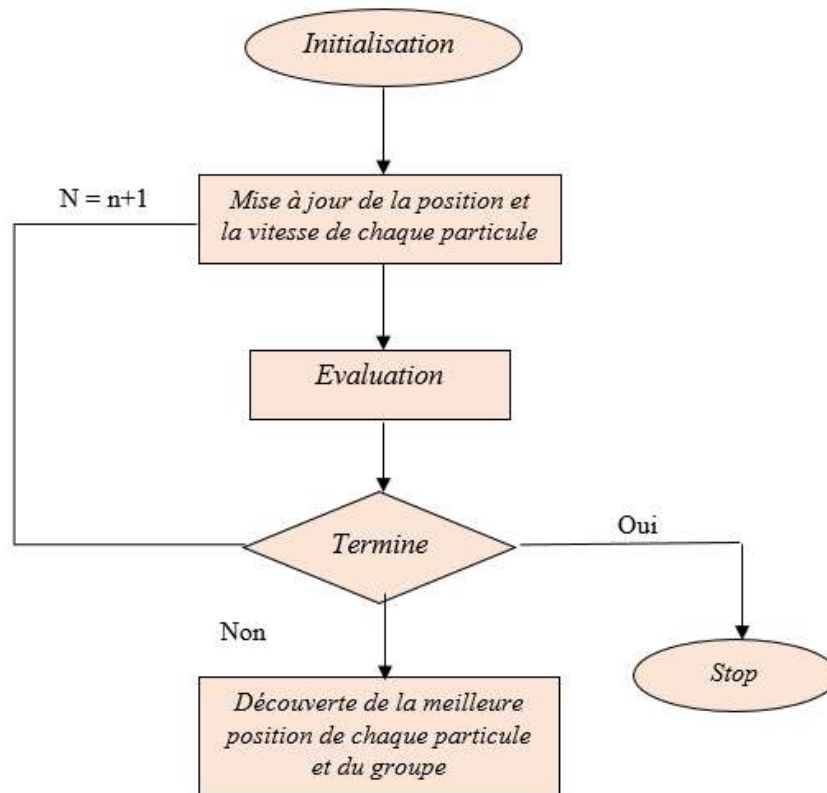 Initialisation
N = n+1
Mise à jour de la position et
la vitesse de chaque particule
Evaluation
Termine
Oui
Non
Stop
Découverte de la meilleure
position de chaque particule
et du groupe